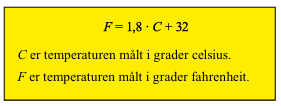 F = 1,8 · C + 32
C er temperaturen målt i grader celsius.
F er temperaturen målt i grader fahrenheit.